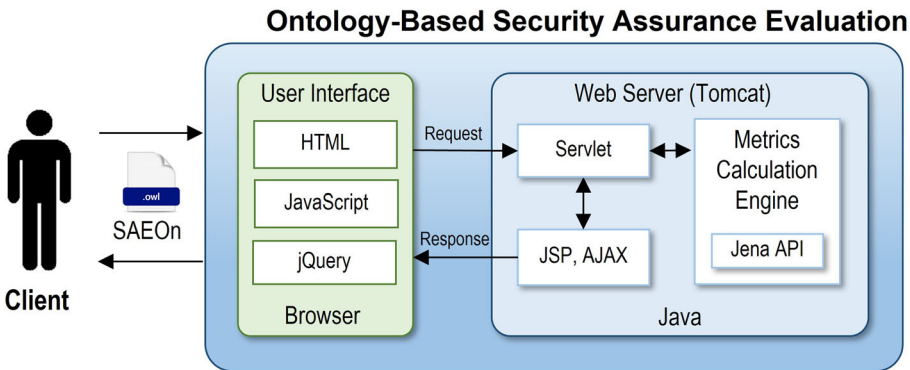 Ontology-Based Security Assurance Evaluation
User Interface
HTML
JavaScript
jQuery
Browser
Request
Response
Web Server (Tomcat)
Servlet
JSP, AJAX
Metrics
Calculation
Engine
Jena API
Java
.owl
SAEOn
Client